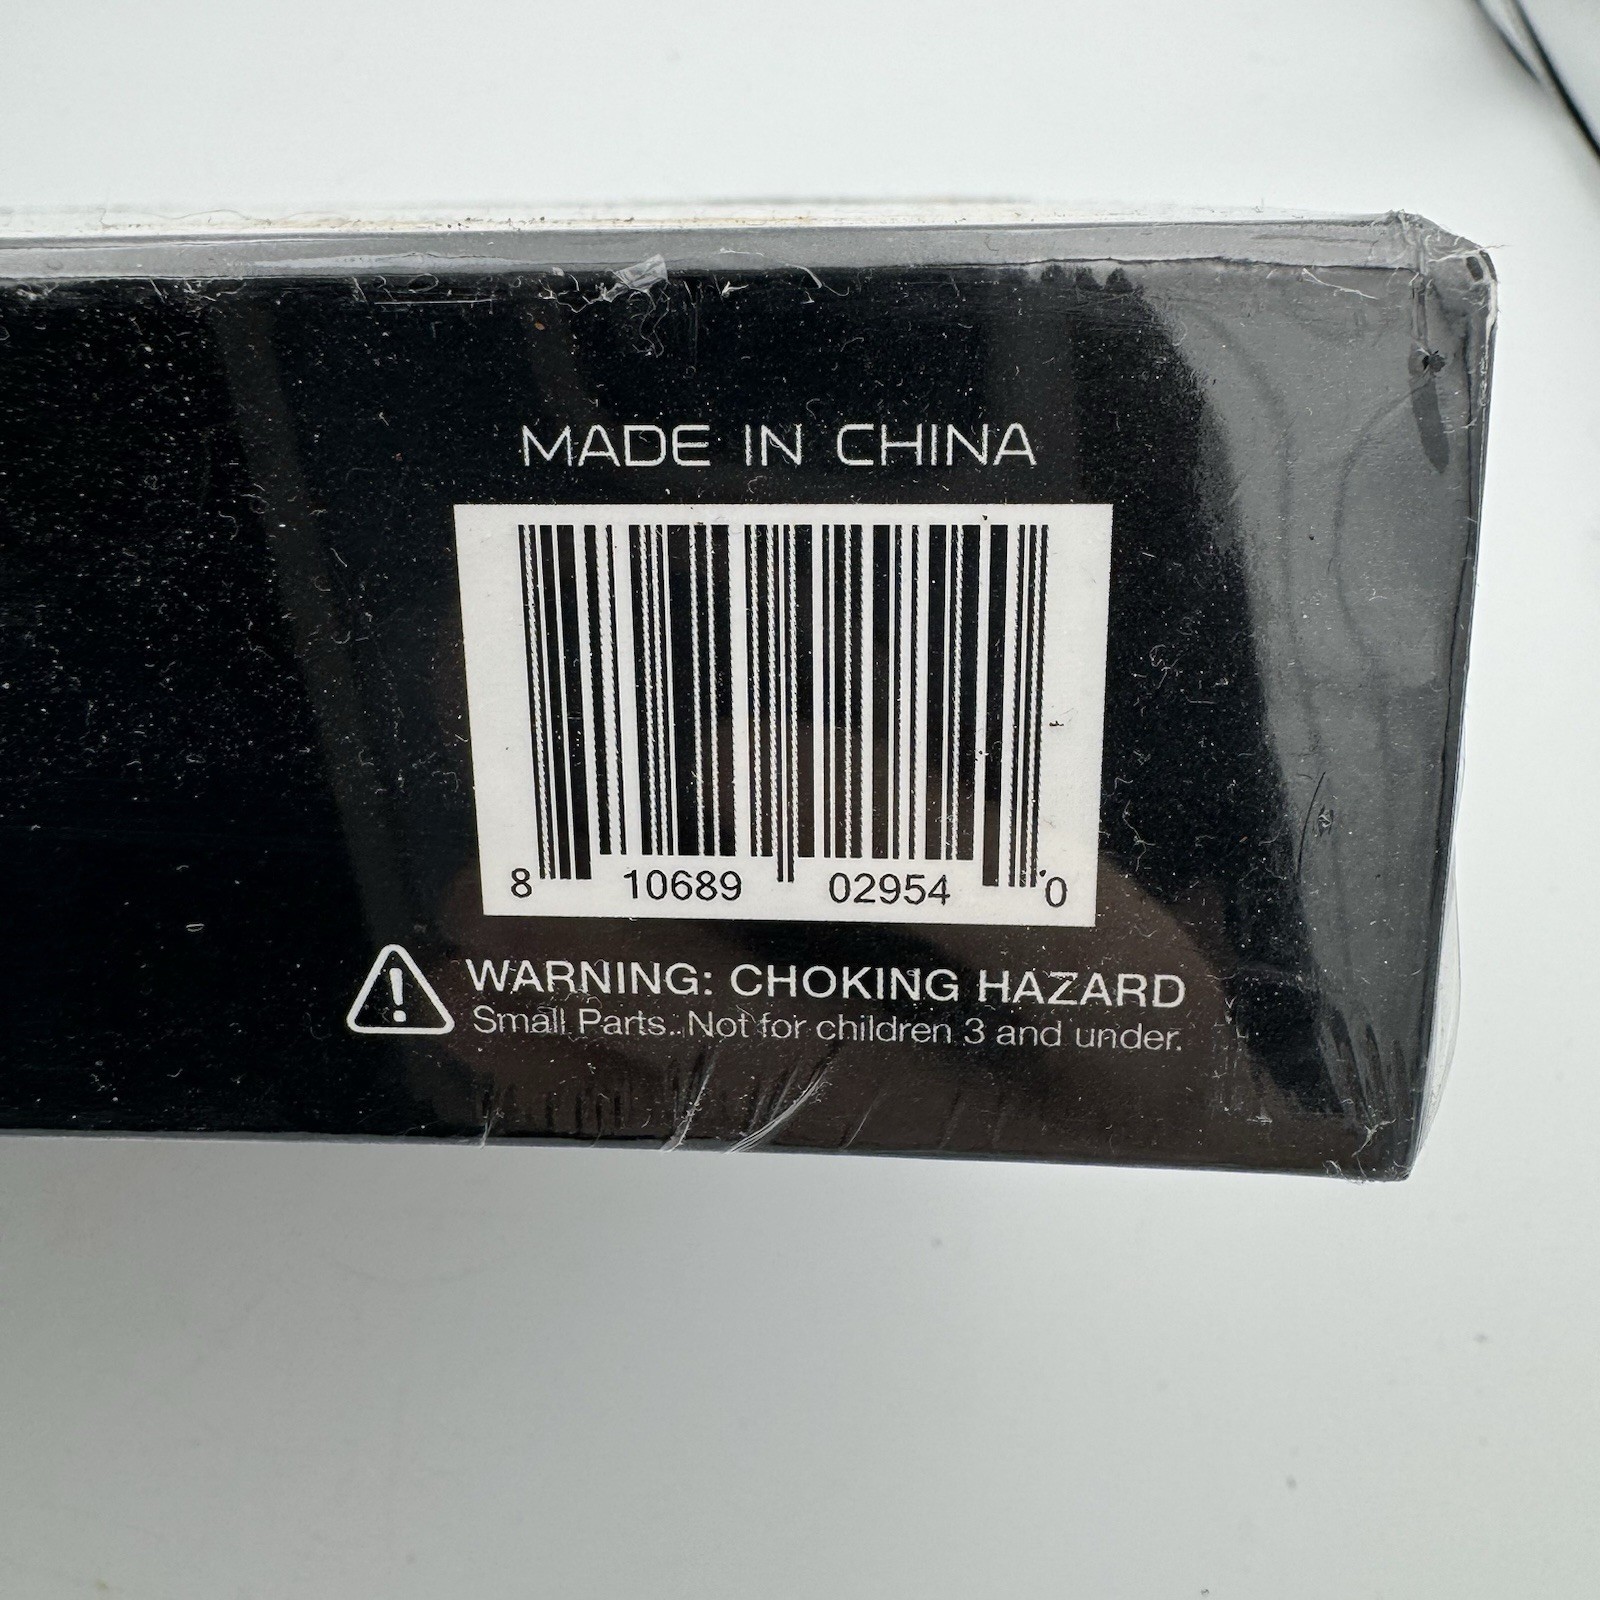 MADE IN CHINA
8 10689 02954 0
WARNING: CHOKING HAZARD
Small Parts. Not for children 3 and under.